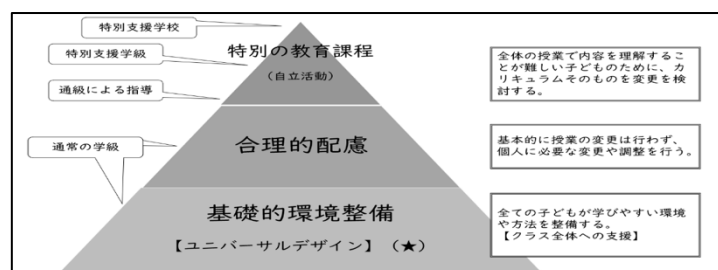 特別支援学校
特別支援学級
通級による指導
通常の学級
特別の教育課程
（自立活動）
合理的配慮
基礎的環境整備
【ユニバーサルデザイン】（★）
全体の授業で内容を理解するこ
とが難しい子どものために、カ
リキュラムそのものを変更を検
討する。
基本的に授業の変更は行わず、
個人に必要な変更や調整を行う。
全ての子どもが学びやすい環境
や方法を整備する。
【クラス全体への支援】